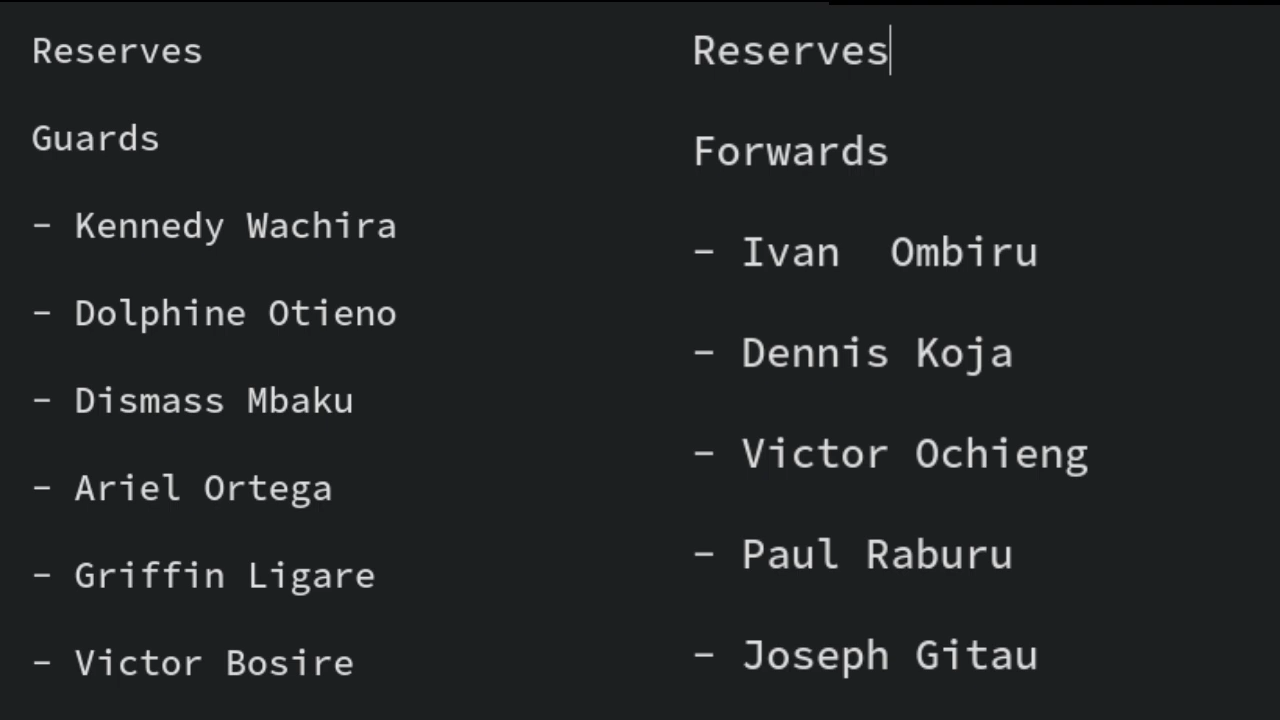 Reserves
Guards
- Kennedy Wachira
- Dolphine Otieno
- Dismass Mbaku
- Ariel Ortega
- Griffin Ligare
- Victor Bosire
Reserves
Forwards
- Ivan  Ombiru
- Dennis Koja
- Victor Ochieng
- Paul Raburu
- Joseph Gitau